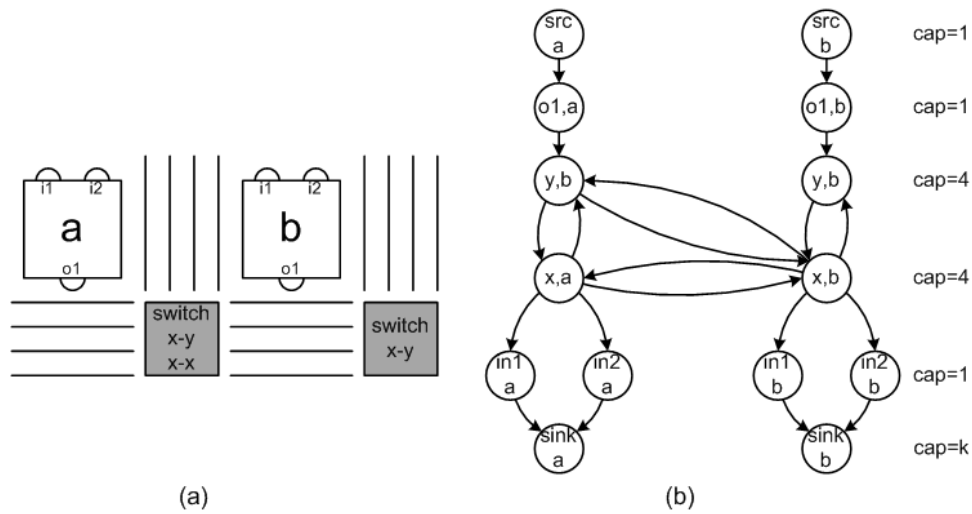 i1 i2
a
o1
i1 i2
b
o1
switch
x-y
x-x
switch
x-y
(a)
src
a
src
b
cap=1
o1,a
o1,b
cap=1
y,b
y,b
cap=4
x,a
x,b
cap=4
in1
a
in2
a
in1
b
in2
b
cap=1
sink
a
sink
b
cap=k
(b)